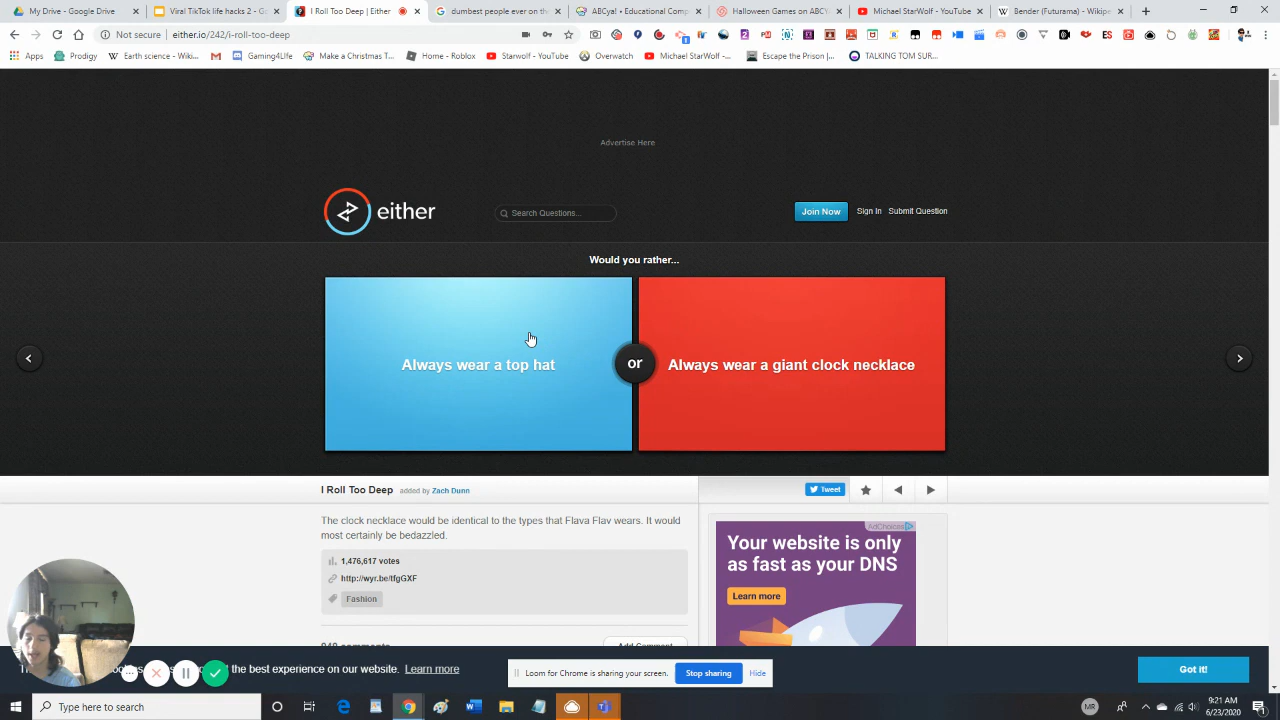 My Drive - Google Drive
Viral TikTok life hacks 2 - G
I Roll Too Deep | Either
dumbest people ever on th
ABCya! | Educational Comp
Halloween Games on ABCY
Michael StarWolf - YouTube
Bender (Futurama) - Wikipe
Not secure | either.io/242/i-roll-too-deep
Apps
Prodigy
Earth science - Wiki...
Gaming4Life
Make a Christmas T...
Home - Roblox
Starwolf - YouTube
Overwatch
Michael StarWolf -...
Escape the Prison |...
TALKING TOM SUR...
Advertise Here
either
Search Questions...
Join Now
Sign In
Submit Question
Would you rather...
Always wear a top hat
or
Always wear a giant clock necklace
I Roll Too Deep added by Zach Dunn
Tweet
The clock necklace would be identical to the types that Flava Flav wears. It would
most certainly be bedazzled.
1,476,617 votes
http://wyr.be/tfgGXF
Fashion
Add Comment
AdChoices
Your website is only
as fast as your DNS
Learn more
the best experience on our website. Learn more
Loom for Chrome is sharing your screen.
Stop sharing
Hide
Got it!
Type here to search
MR
9:21 AM
6/23/2020